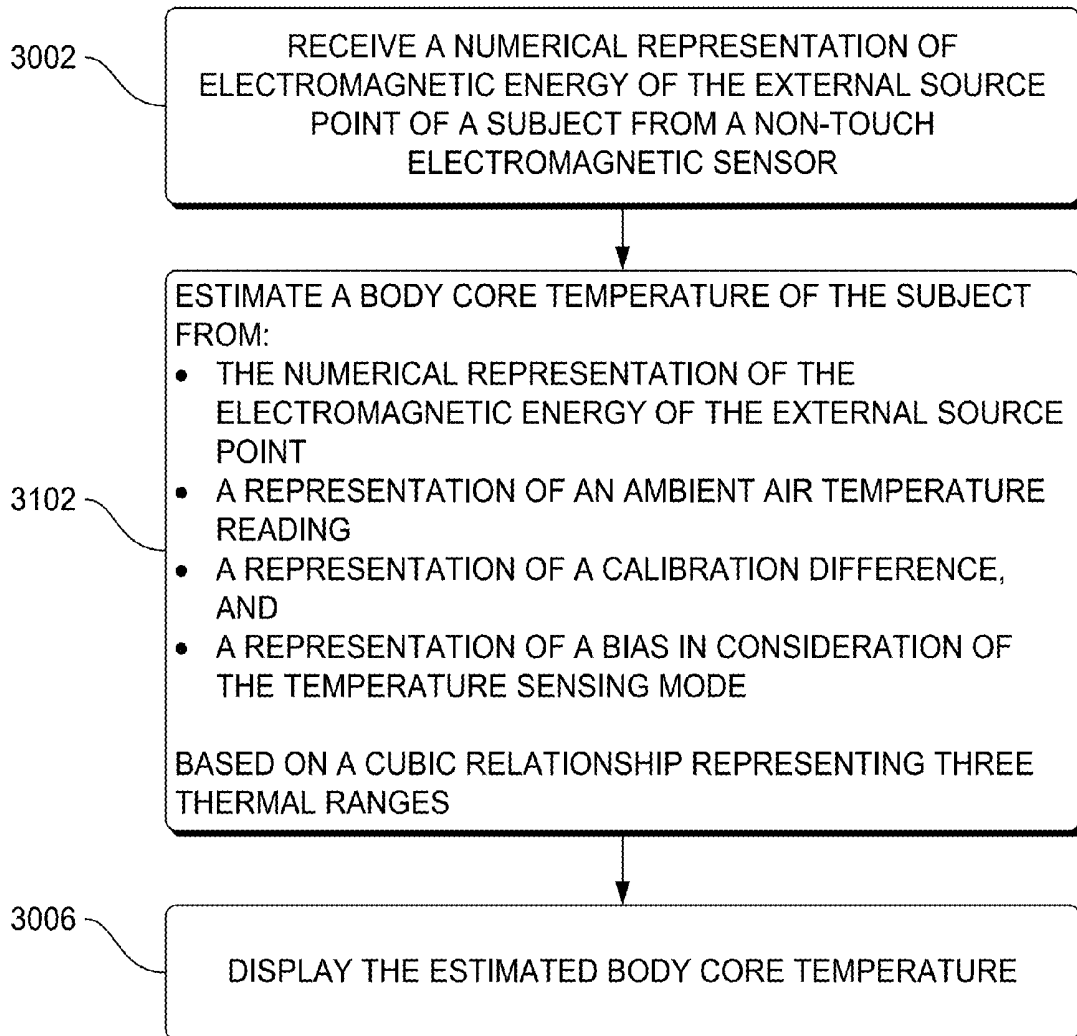 3002
RECEIVE A NUMERICAL REPRESENTATION OF
ELECTROMAGNETIC ENERGY OF THE EXTERNAL SOURCE
POINT OF A SUBJECT FROM A NON-TOUCH
ELECTROMAGNETIC SENSOR
3102
ESTIMATE A BODY CORE TEMPERATURE OF THE SUBJECT
FROM:
• THE NUMERICAL REPRESENTATION OF THE
ELECTROMAGNETIC ENERGY OF THE EXTERNAL SOURCE
POINT
• A REPRESENTATION OF AN AMBIENT AIR TEMPERATURE
READING
• A REPRESENTATION OF A CALIBRATION DIFFERENCE,
AND
• A REPRESENTATION OF A BIAS IN CONSIDERATION OF
THE TEMPERATURE SENSING MODE
BASED ON A CUBIC RELATIONSHIP REPRESENTING THREE
THERMAL RANGES
3006
DISPLAY THE ESTIMATED BODY CORE TEMPERATURE